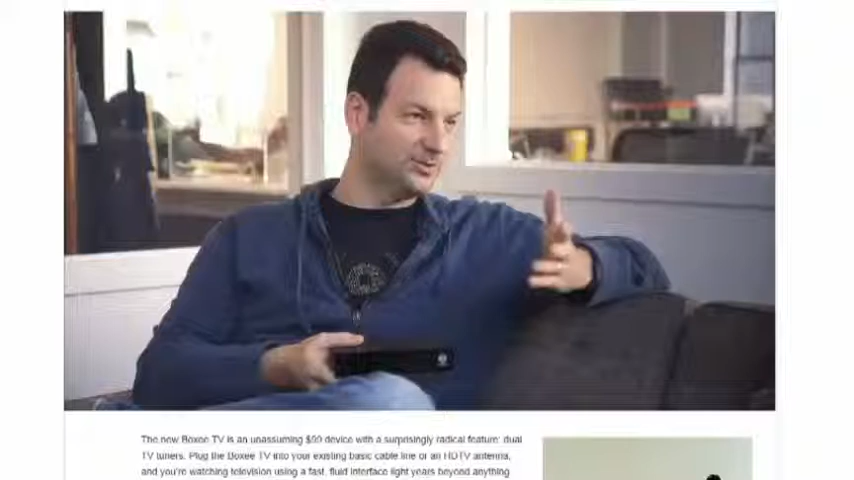 The new Boxee TV is an unassuming $99 device with a surprisingly radical feature: dual
TV tuners. Plug the Boxee TV into your existing basic cable line or an HDTV antenna,
and you're watching television using a fast, fluid interface light years beyond anything